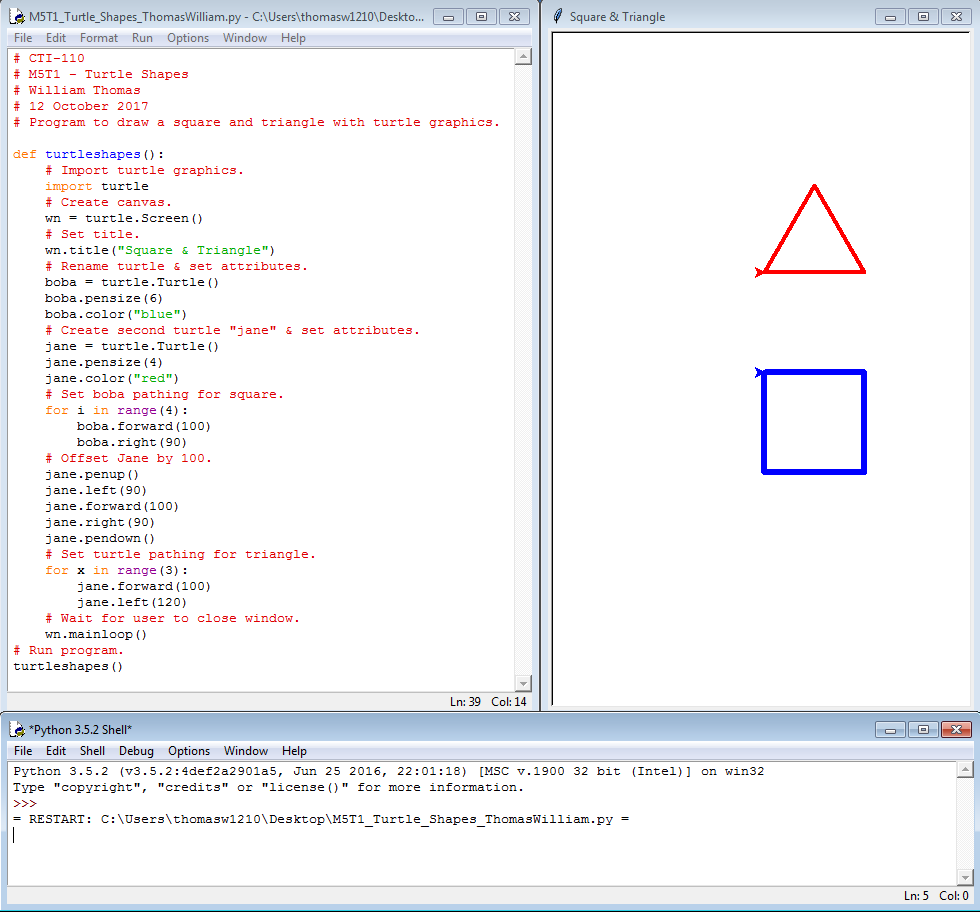 M5T1_Turtle_Shapes_ThomasWilliam.py - C:\Users\thomasw1210\Deskto...
File Edit Format Run Options Window Help
# CTI-110
# M5T1 - Turtle Shapes
# William Thomas
# 12 October 2017
# Program to draw a square and triangle with turtle graphics.

def turtleshapes():
    # Import turtle graphics.
    import turtle
    # Create canvas.
    wn = turtle.Screen()
    # Set title.
    wn.title("Square & Triangle")
    # Rename turtle & set attributes.
    boba = turtle.Turtle()
    boba.pensize(6)
    boba.color("blue")
    # Create second turtle "jane" & set attributes.
    jane = turtle.Turtle()
    jane.pensize(4)
    jane.color("red")
    # Set boba pathing for square.
    for i in range(4):
        boba.forward(100)
        boba.right(90)
    # Offset Jane by 100.
    jane.penup()
    jane.left(90)
    jane.forward(100)
    jane.right(90)
    jane.pendown()
    # Set turtle pathing for triangle.
    for x in range(3):
        jane.forward(100)
        jane.left(120)
    # Wait for user to close window.
    wn.mainloop()
# Run program.
turtleshapes()
Ln: 39 Col: 14
Square & Triangle
*Python 3.5.2 Shell*
File Edit Shell Debug Options Window Help
Python 3.5.2 (v3.5.2:4def2a2901a5, Jun 25 2016, 22:01:18) [MSC v.1900 32 bit (Intel)] on win32
Type "copyright", "credits" or "license()" for more information.
>>>
= RESTART: C:\Users\thomasw1210\Desktop\M5T1_Turtle_Shapes_ThomasWilliam.py =
Ln: 5 Col: 0